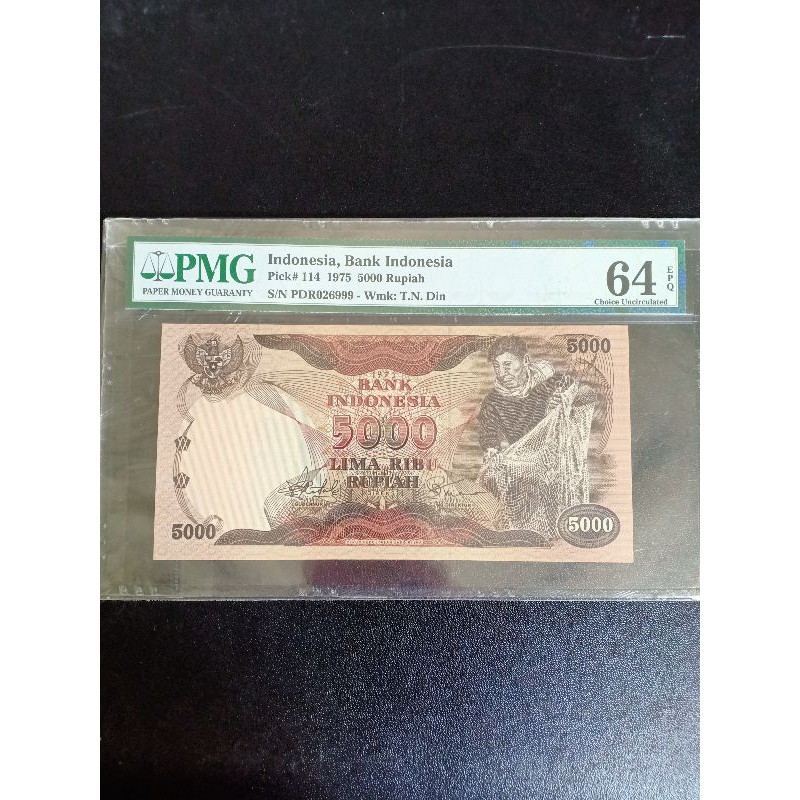 PMG
PAPER MONEY GUARANTY
Indonesia, Bank Indonesia
Pick# 114 1975 5000 Rupiah
S/N PDR026999 - Wmk: T.N. Din
64 EPQ
Choice Uncirculated
5000
1975
BANK
INDONESIA
5000
LIMA RIBU
RUPIAH
5000
5000